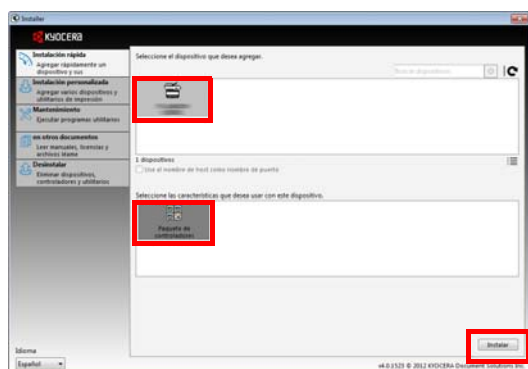 Installer
KYOCERA
Instalación rápida
Agregar rápidamente un
dispositivo y sus
Instalación personalizada
Agregar varios dispositivos y
utilitarios de impresión
Mantenimiento
Ejecutar programas utilitarios
en otros documentos
Leer manuales, licencias y
archivos léame
Desinstalar
Eliminar dispositivos,
controladores y utilitarios
Idioma
Español
Seleccione el dispositivo que desea agregar.
Buscar dispositivos
1 dispositivos
Use el nombre de host como nombre de puerto
Seleccione las características que desea usar con este dispositivo.
Paquete de
controladores
Instalar
v4.0.1523 © 2012 KYOCERA Document Solutions Inc.